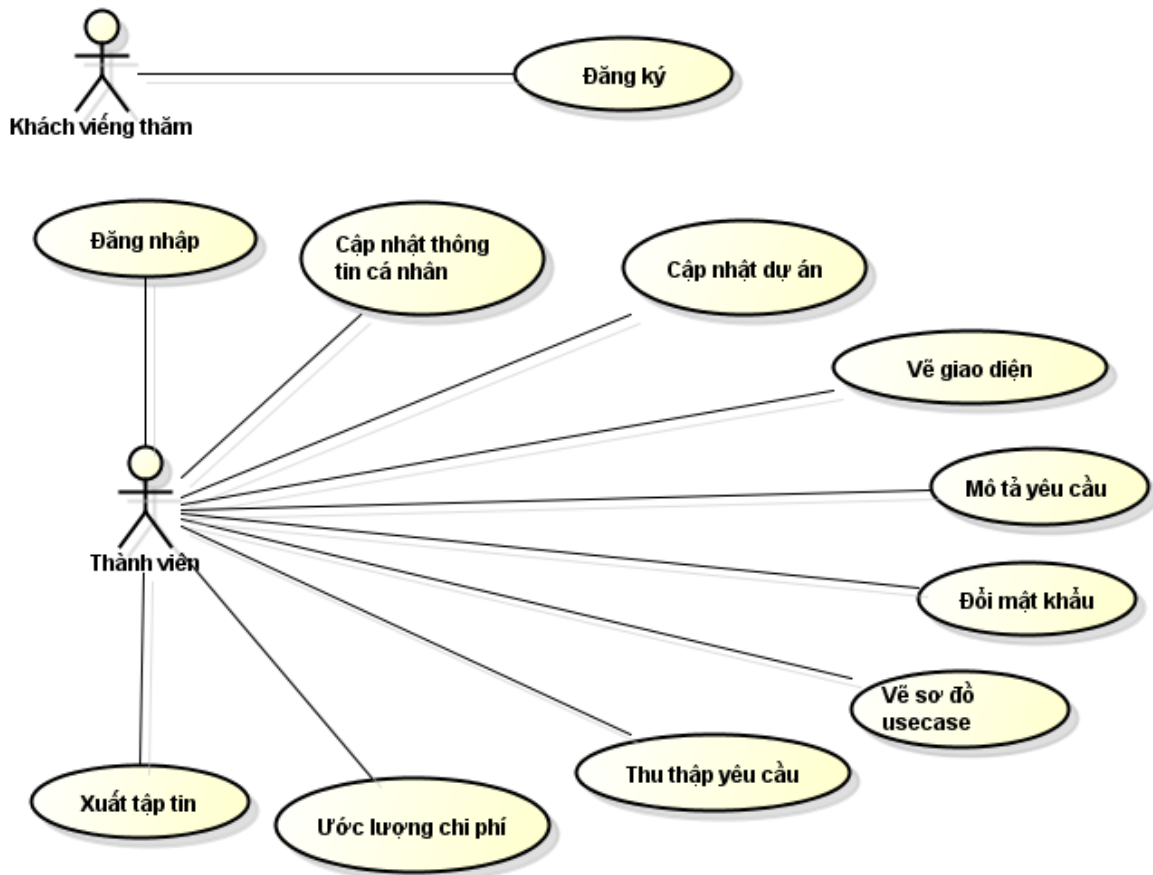 Đăng ký
Khách viếng thăm
Đăng nhập
Cập nhật thông
tin cá nhân
Cập nhật dự án
Vẽ giao diện
Mô tả yêu cầu
Thành viên
Đổi mật khẩu
Vẽ sơ đồ
usecase
Thu thập yêu cầu
Xuất tập tin
Ước lượng chi phí